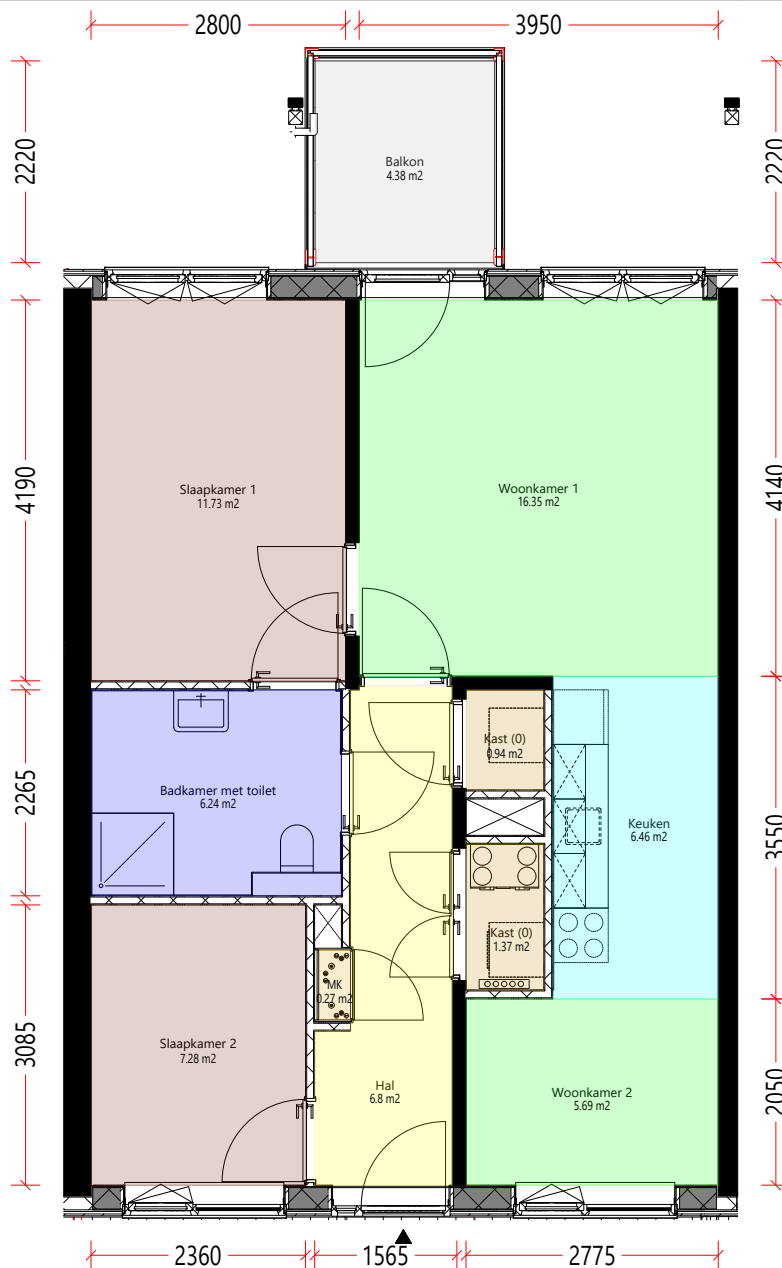 2800
3950
2220
2220
Balkon
4.38 m2
4190
4140
Slaapkamer 1
11.73 m2
Woonkamer 1
16.35 m2
Kast (0)
0.94 m2
2265
Badkamer met toilet
6.24 m2
Keuken
6.46 m2
3550
Kast (0)
1.37 m2
MK
0.27 m2
3085
Slaapkamer 2
7.28 m2
Hal
6.8 m2
Woonkamer 2
5.69 m2
2050
2360
1565
2775